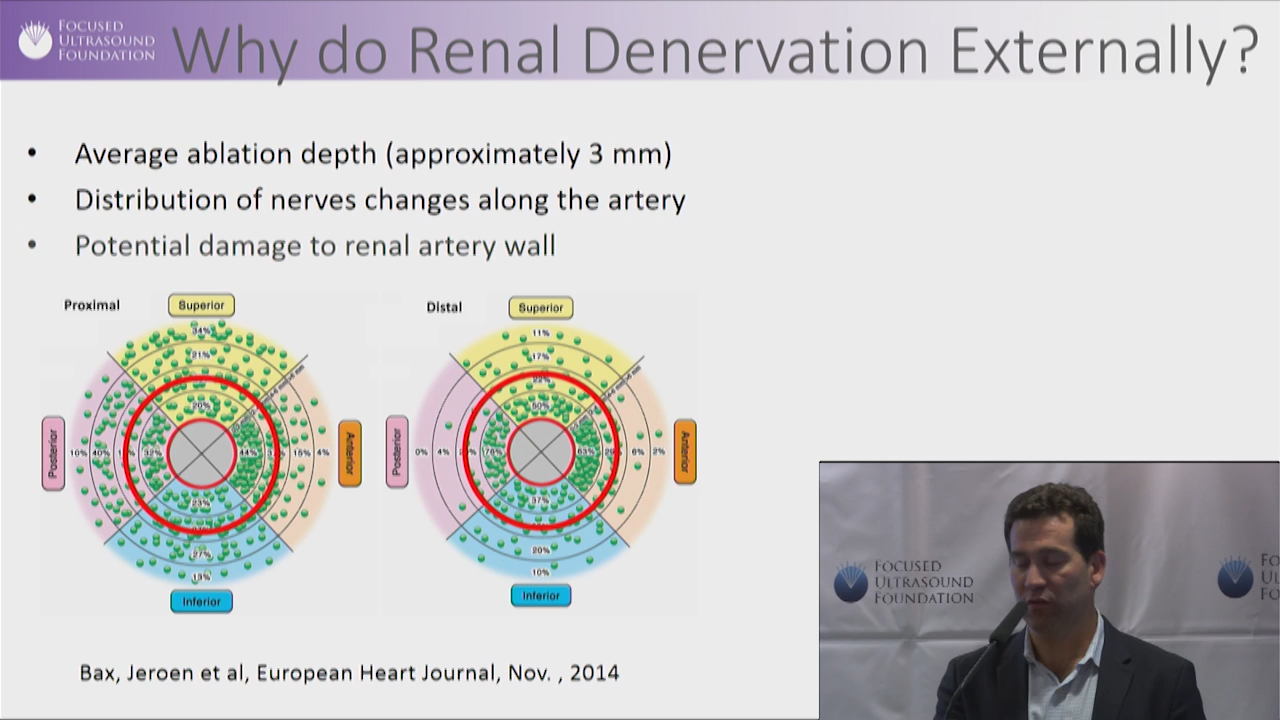 FOCUSED
ULTRASOUND
FOUNDATION
Why do Renal Denervation Externally?
• Average ablation depth (approximately 3 mm)
• Distribution of nerves changes along the artery
• Potential damage to renal artery wall
Proximal
Superior
34%
21%
20%
Posterior
10% 40% 32% 44% 15% 4%
Anterior
23%
27%
13%
Inferior
Distal
Superior
11%
17%
22%
50%
Posterior
0% 4% 76% 63% 6% 2%
Anterior
37%
20%
10%
Inferior
Bax, Jeroen et al, European Heart Journal, Nov. , 2014
FOCUSED
ULTRASOUND
FOUNDATION